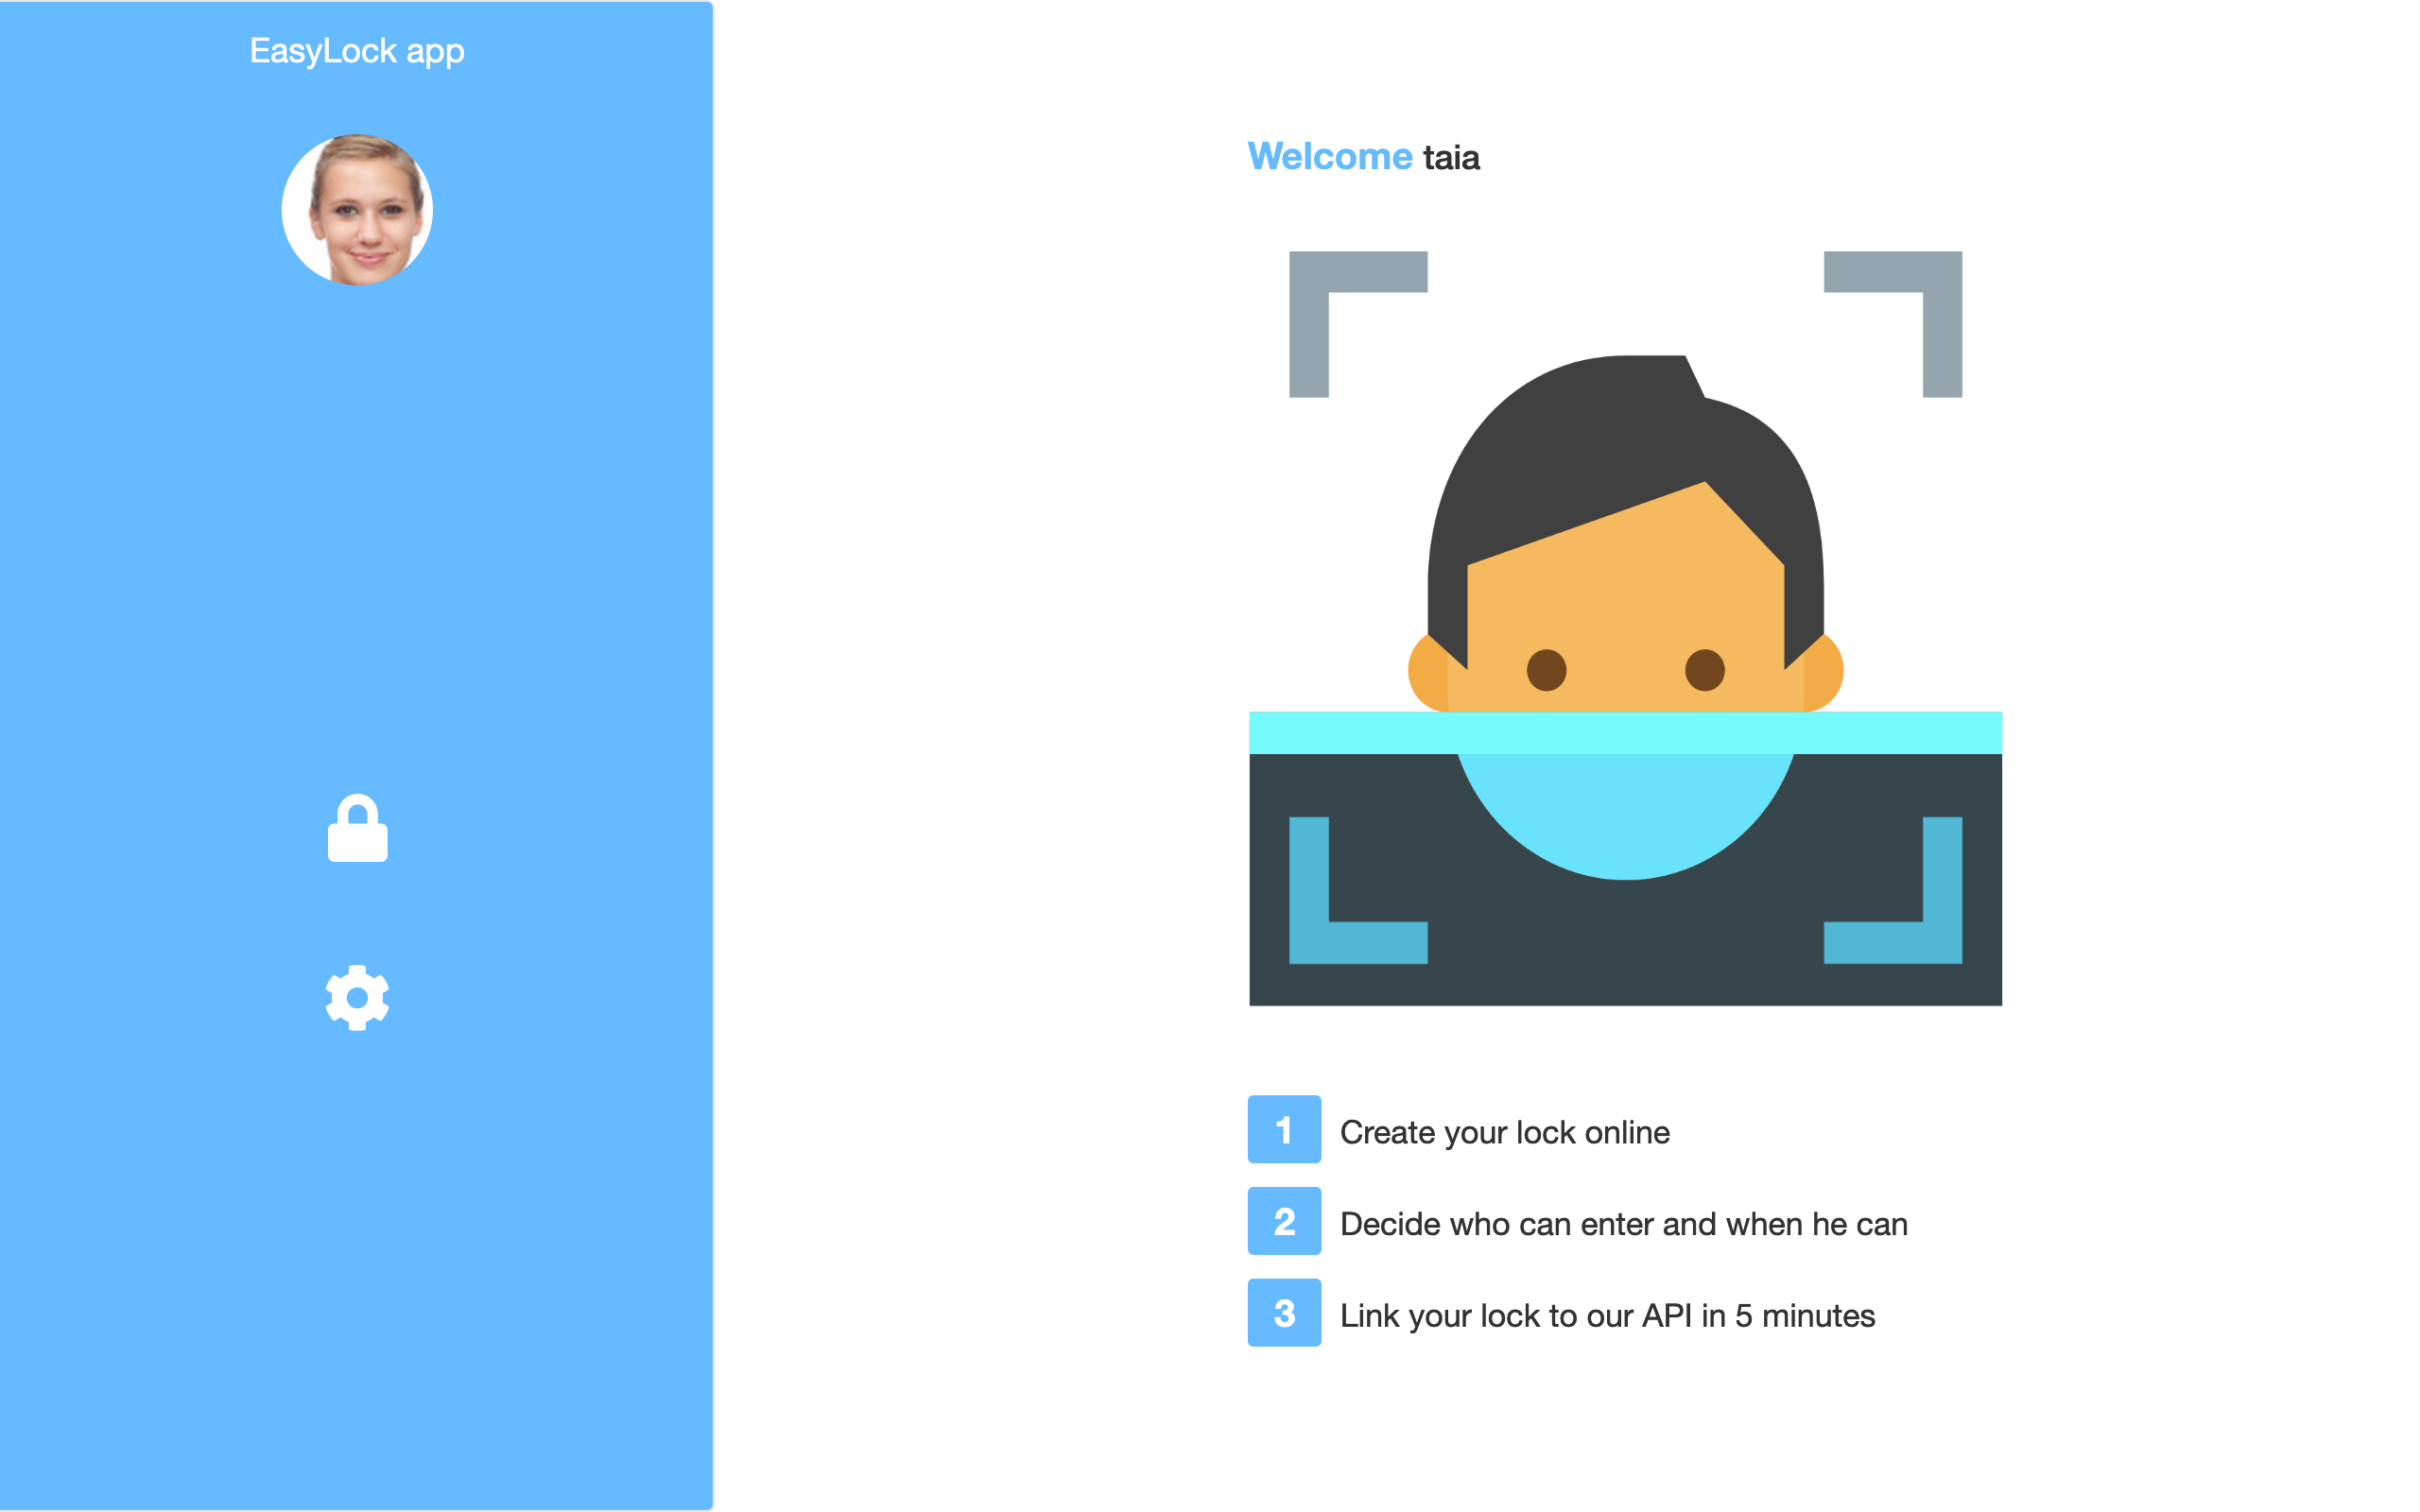 EasyLock app
Welcome taia
1 Create your lock online
2 Decide who can enter and when he can
3 Link your lock to our API in 5 minutes